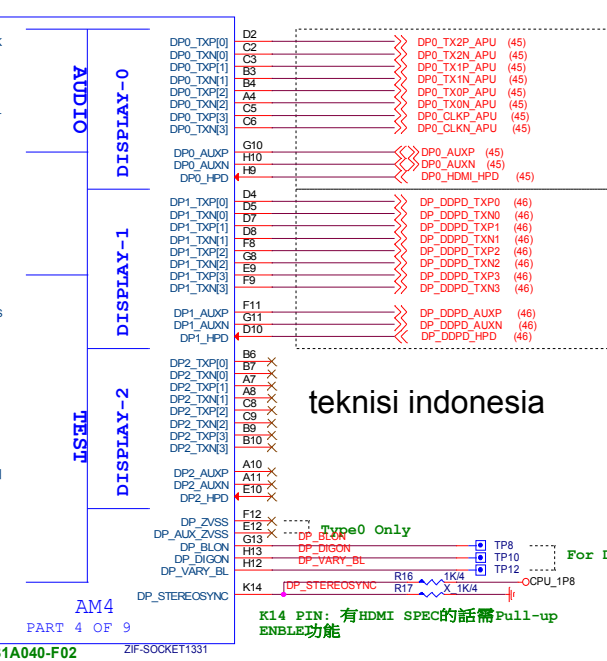 DP0_TXP[0] D2 DP0_TX2P_APU (45)
DP0_TXN[0] C2 DP0_TX2N_APU (45)
DP0_TXP[1] C3 DP0_TX1P_APU (45)
DP0_TXN[1] B3 DP0_TX1N_APU (45)
DP0_TXP[2] B4 DP0_TX0P_APU (45)
DP0_TXN[2] A4 DP0_TX0N_APU (45)
DP0_TXP[3] C5 DP0_CLKP_APU (45)
DP0_TXN[3] C6 DP0_CLKN_APU (45)
AUDIO
DISPLAY-0
DP0_AUXP G10 DP0_AUXP (45)
DP0_AUXN H10 DP0_AUXN (45)
DP0_HPD H9 DP0_HDMI_HPD (45)
DP1_TXP[0] D4 DP_DDPD_TXP0 (46)
DP1_TXN[0] D5 DP_DDPD_TXN0 (46)
DP1_TXP[1] D7 DP_DDPD_TXP1 (46)
DP1_TXN[1] D8 DP_DDPD_TXN1 (46)
DP1_TXP[2] F8 DP_DDPD_TXP2 (46)
DP1_TXN[2] G8 DP_DDPD_TXN2 (46)
DP1_TXP[3] E9 DP_DDPD_TXP3 (46)
DP1_TXN[3] F9 DP_DDPD_TXN3 (46)
DISPLAY-1
DP1_AUXP F11 DP_DDPD_AUXP (46)
DP1_AUXN G11 DP_DDPD_AUXN (46)
DP1_HPD D10 DP_DDPD_HPD (46)
DP2_TXP[0] B6
DP2_TXN[0] B7
DP2_TXP[1] A7
DP2_TXN[1] A8
DP2_TXP[2] C8
DP2_TXN[2] C9
DP2_TXP[3] B9
DP2_TXN[3] B10
teknisi indonesia
TEST
DISPLAY-2
DP2_AUXP A10
DP2_AUXN A11
DP2_HPD E10
DP_ZVSS F12
DP_AUX_ZVSS E12 Type0 Only
DP_BLON G13 DP_BLON TP8
DP_DIGON H13 DP_DIGON TP10 For
DP_VARY_BL H12 DP_VARY_BL TP12
R16 1K/4 CPU_1P8
DP_STEREOSYNC K14 DP_STEREOSYNC R17 X_1K/4
AM4
PART 4 OF 9
K14 PIN: 有HDMI SPEC的話需Pull-up
ENBLE功能
1A040-F02 ZIF-SOCKET1331